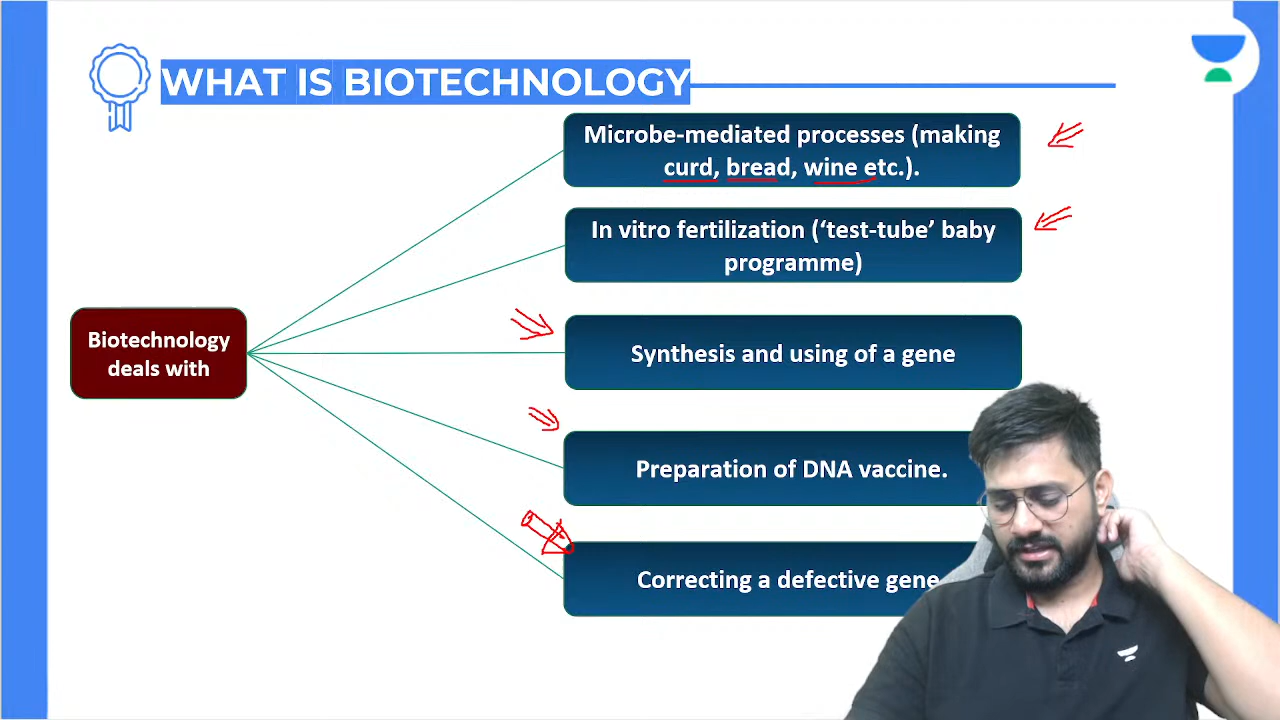 WHAT IS BIOTECHNOLOGY
Microbe-mediated processes (making
curd, bread, wine etc.).
In vitro fertilization (‘test-tube’ baby
programme)
Biotechnology
deals with
Synthesis and using of a gene
Preparation of DNA vaccine.
Correcting a defective gene